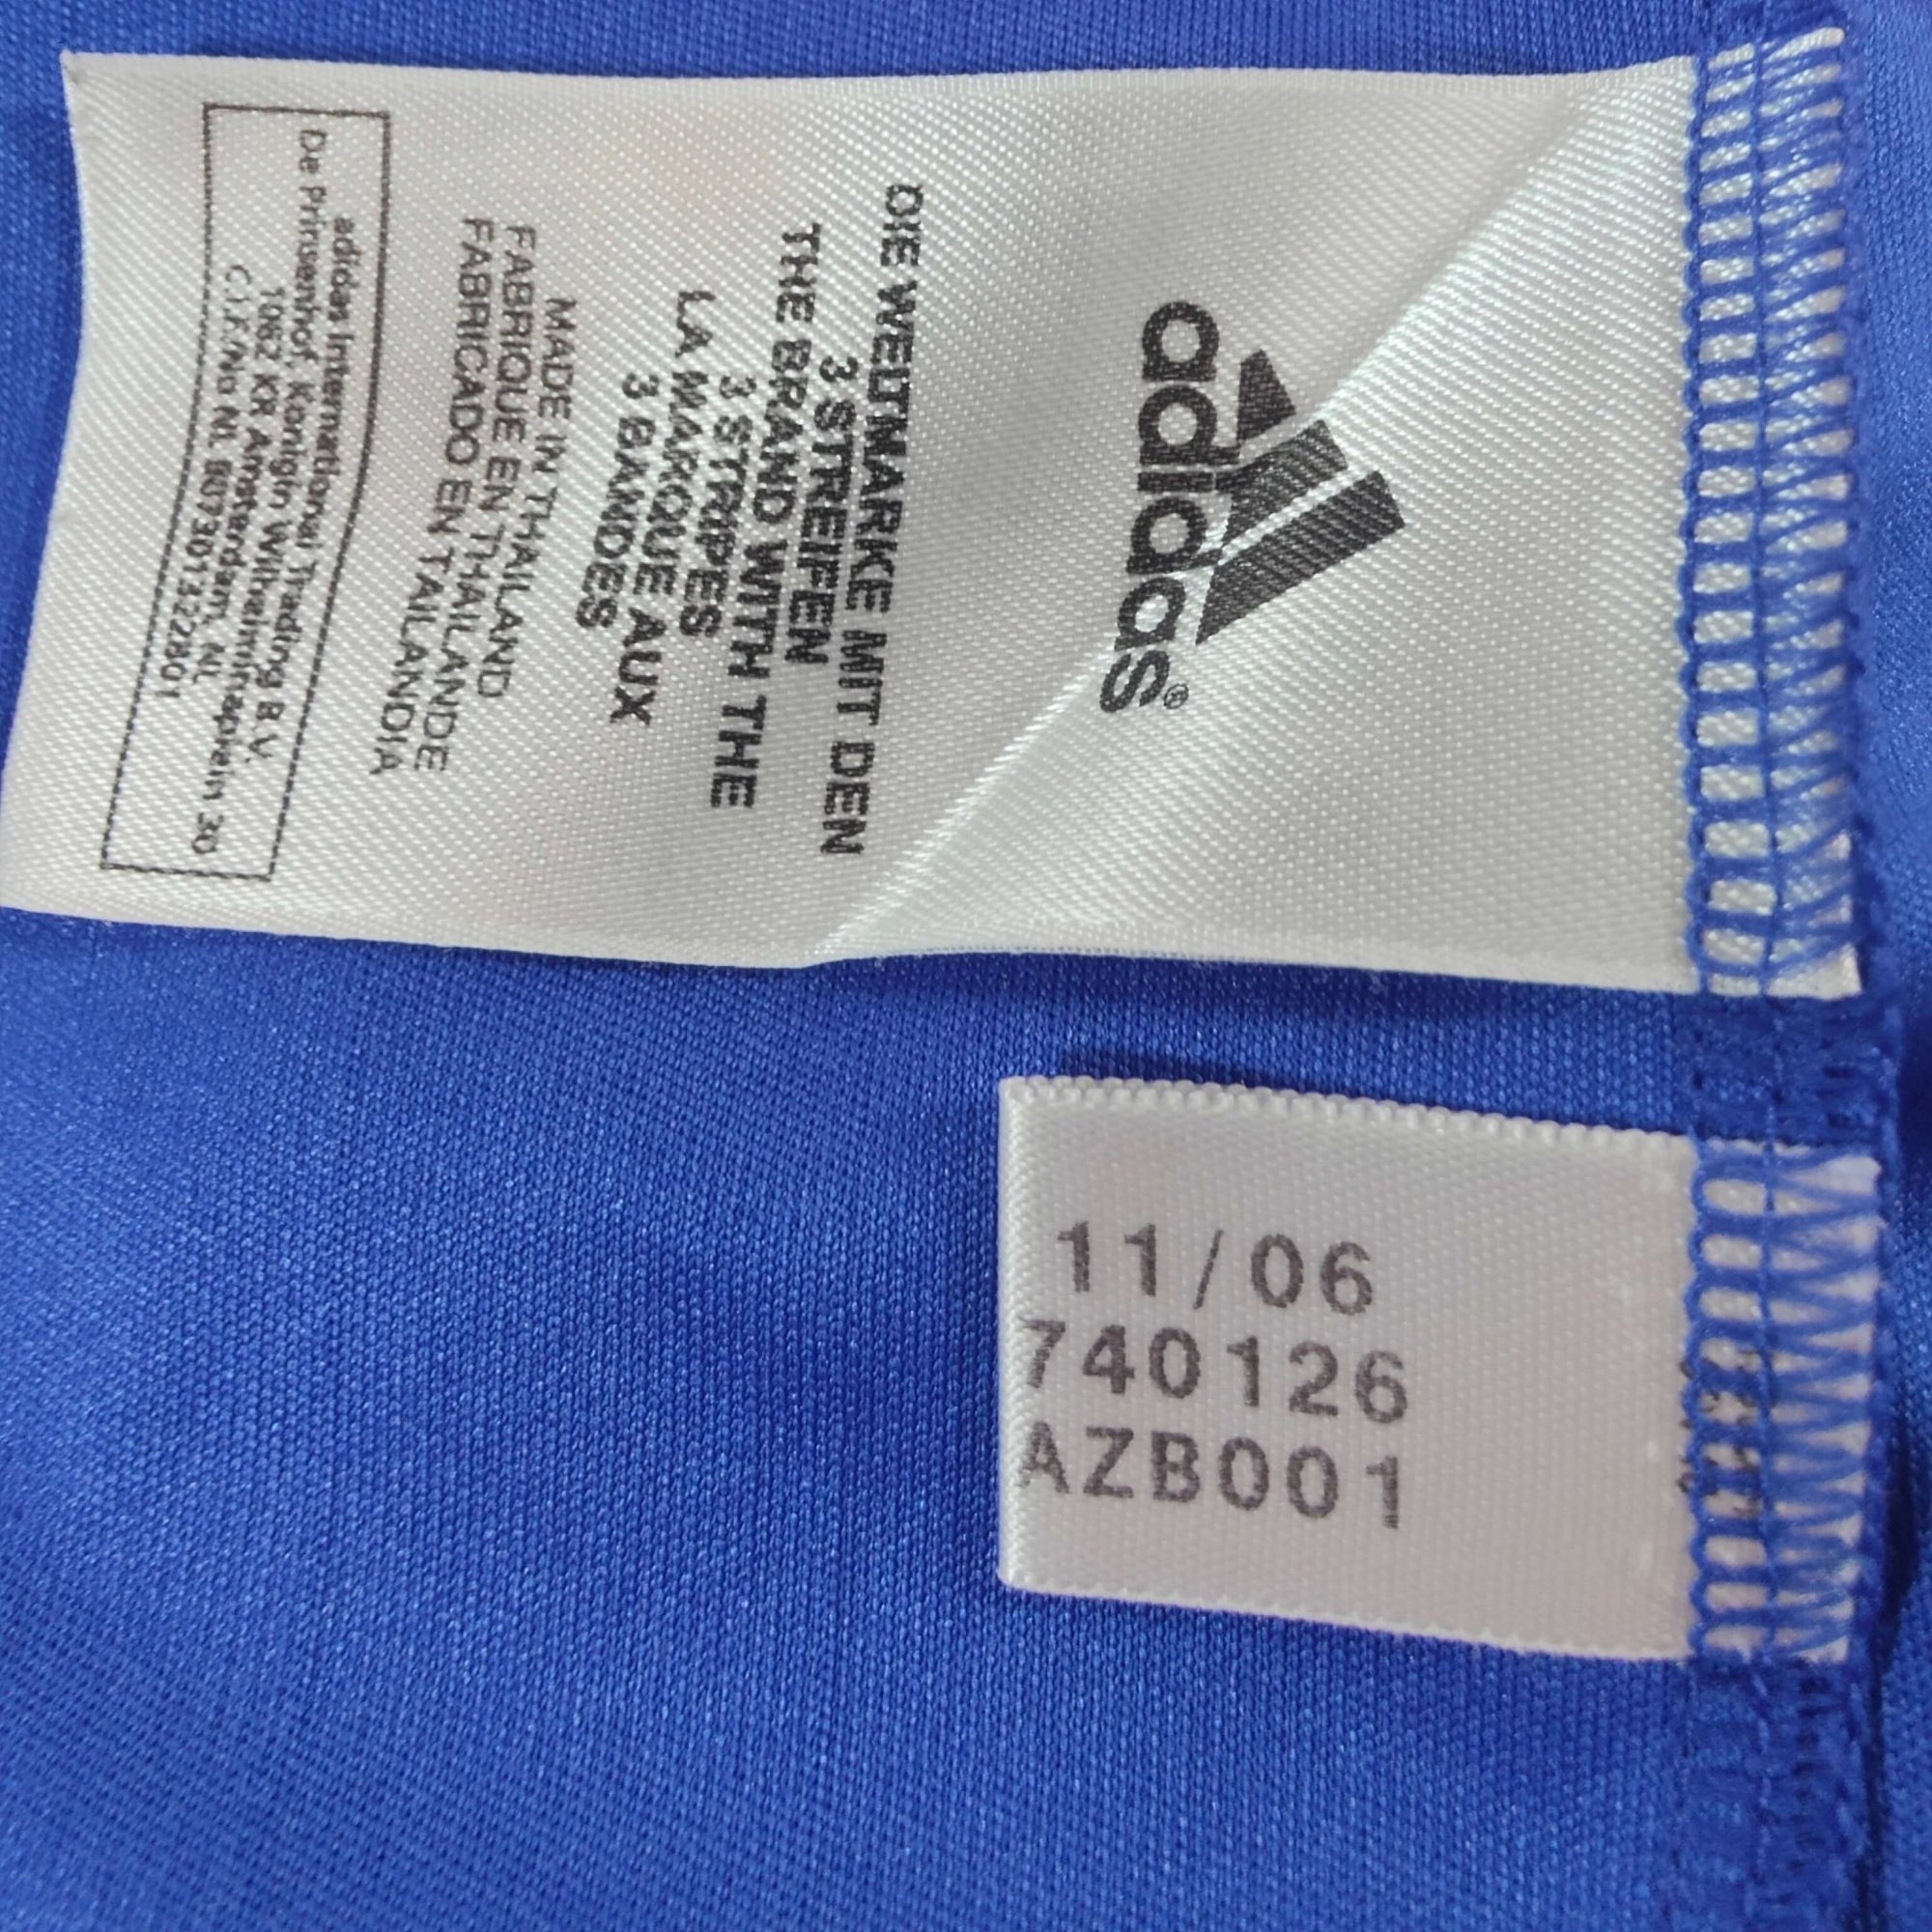 adidas®
DIE WELTMARKE MIT DEN
3 STREIFEN
THE BRAND WITH THE
3 STRIPES
LA MARQUE AUX
3 BANDES
MADE IN THAILAND
FABRIQUE EN THAILANDE
FABRICADO EN TAILANDIA
adidas International Trading B.V.
De Prinsenhof, Konigin Wilhelminaplein 30
1062 KR Amsterdam, NL
C.I.F./No NL 807301322B01
11/06
740126
AZB001